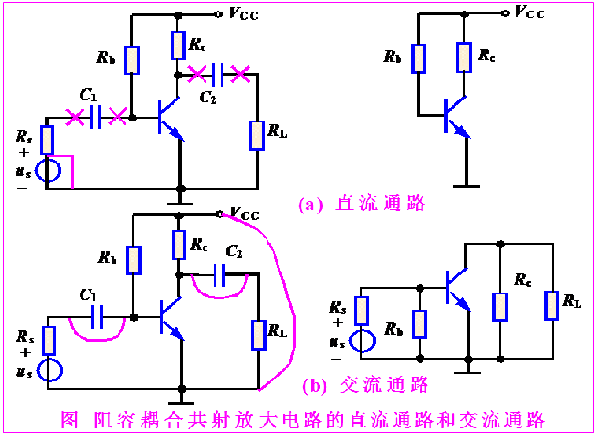 VCC
Rb
Rc
C1
C2
Rs
+
us
−
RL
VCC
Rb
Rc
(a) 直流通路
VCC
Rb
Rc
C2
C1
Rs
+
us
−
RL
Rs
+
us
−
Rb
Rc
RL
(b) 交流通路
图 阻容耦合共射放大电路的直流通路和交流通路